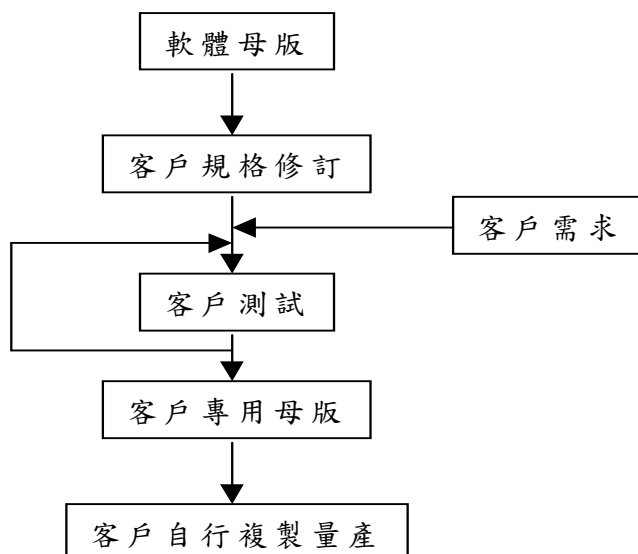 軟體母版
客戶規格修訂
客戶需求
客戶測試
客戶專用母版
客戶自行複製量產